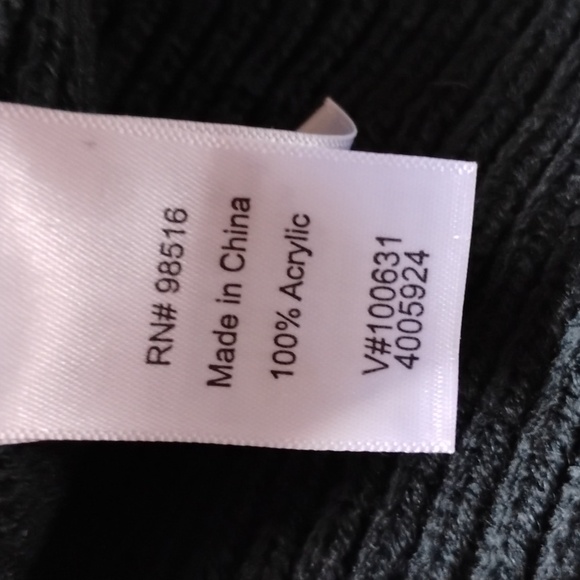 RN# 98516
Made in China
100% Acrylic
V#100631
4005924